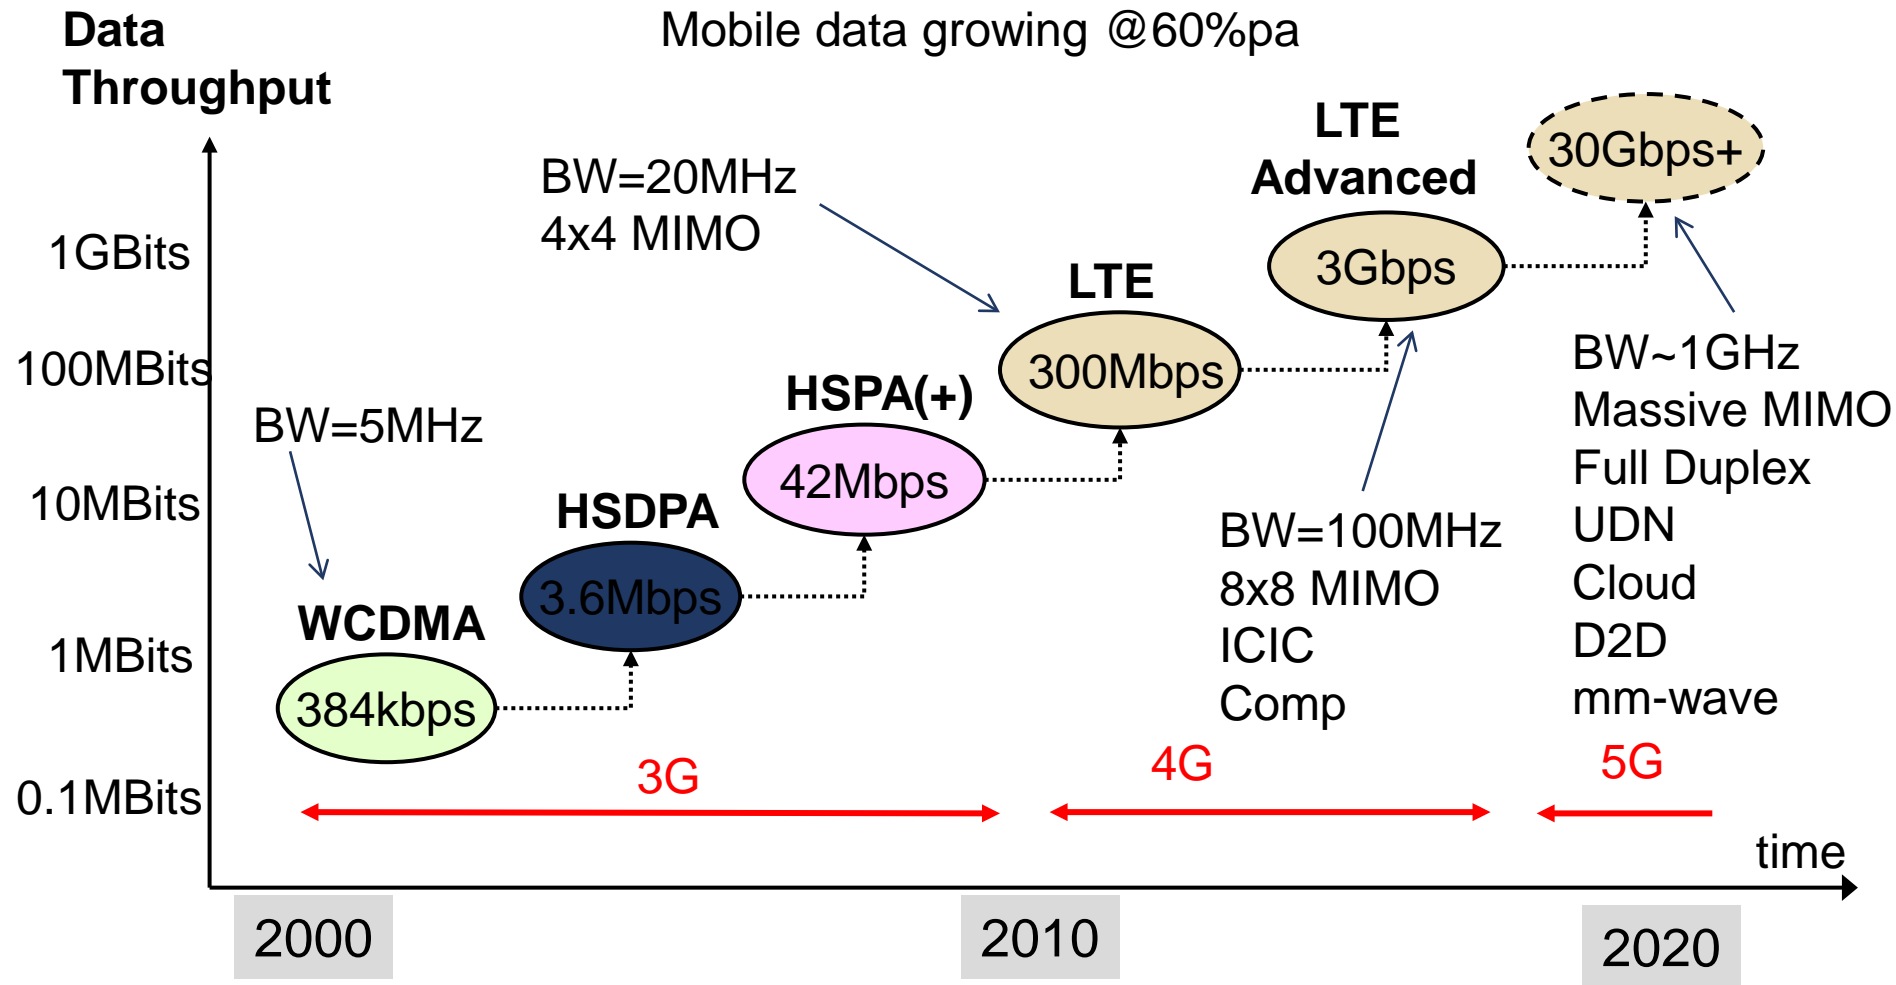 Data
Throughput
Mobile data growing @60%pa
1GBits
100MBits
10MBits
1MBits
0.1MBits
BW=5MHz
WCDMA
384kbps
HSDPA
3.6Mbps
HSPA(+)
42Mbps
BW=20MHz
4x4 MIMO
LTE
300Mbps
LTE
Advanced
3Gbps
BW=100MHz
8x8 MIMO
ICIC
Comp
30Gbps+
BW~1GHz
Massive MIMO
Full Duplex
UDN
Cloud
D2D
mm-wave
3G
4G
5G
time
2000
2010
2020